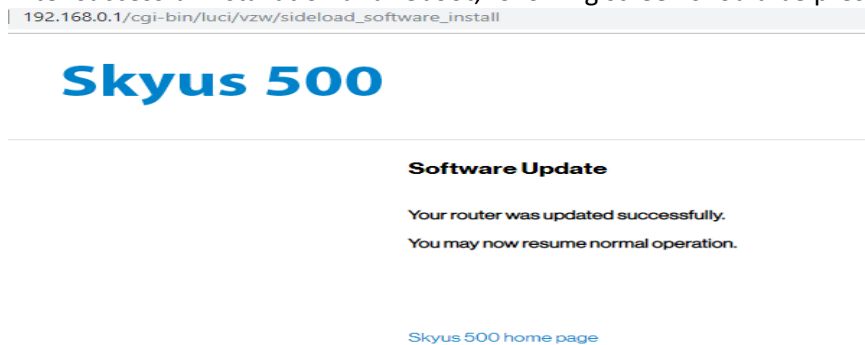 192.168.0.1/cgi-bin/luci/vzw/sideload_software_install
Skyus 500
Software Update
Your router was updated successfully.
You may now resume normal operation.
Skyus 500 home page